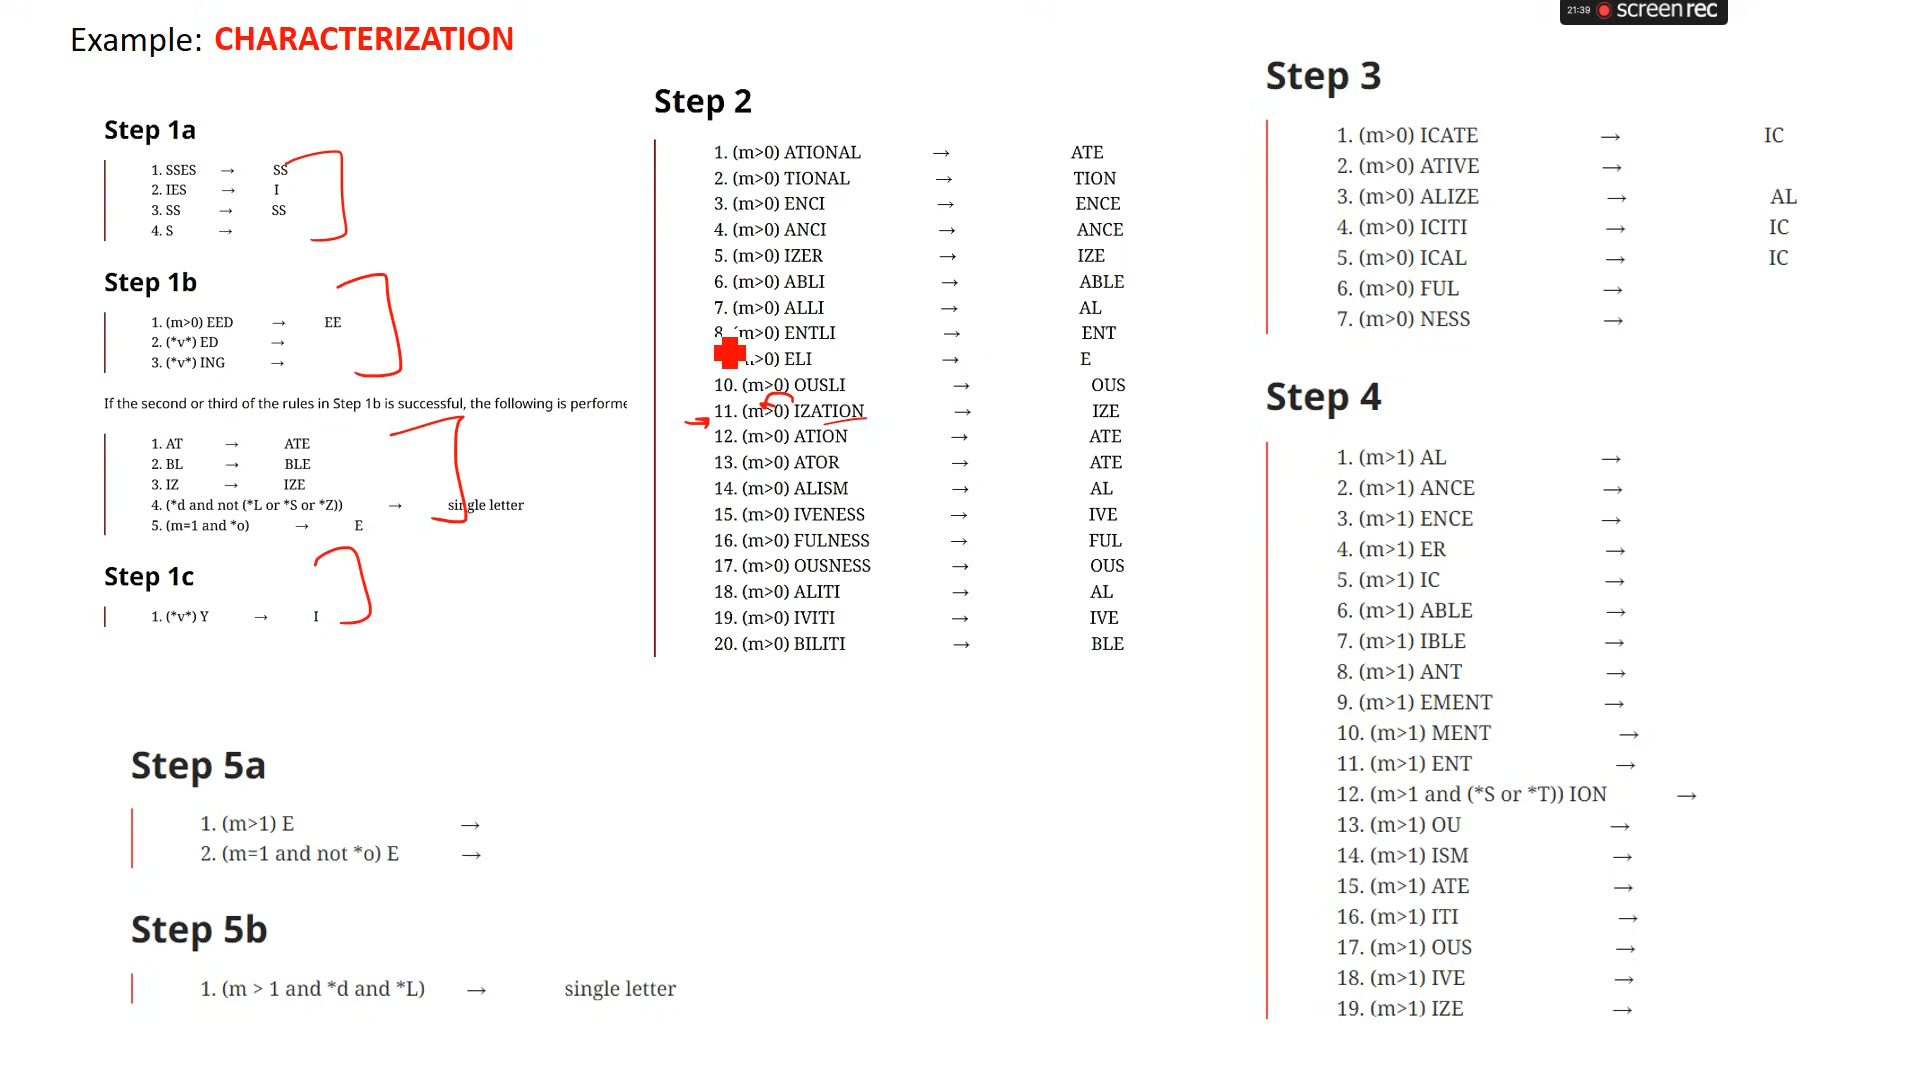 21:39 screenrec
Example: CHARACTERIZATION
Step 1a
1. SSES → SS
2. IES → I
3. SS → SS
4. S →
Step 1b
1. (m>0) EED → EE
2. (*v*) ED →
3. (*v*) ING →
If the second or third of the rules in Step 1b is successful, the following is performe
1. AT → ATE
2. BL → BLE
3. IZ → IZE
4. (*d and not (*L or *S or *Z)) → single letter
5. (m=1 and *o) → E
Step 1c
1. (*v*) Y → I
Step 2
1. (m>0) ATIONAL → ATE
2. (m>0) TIONAL → TION
3. (m>0) ENCI → ENCE
4. (m>0) ANCI → ANCE
5. (m>0) IZER → IZE
6. (m>0) ABLI → ABLE
7. (m>0) ALLI → AL
8. (m>0) ENTLI → ENT
>0) ELI → E
10. (m>0) OUSLI → OUS
11. (m>0) IZATION → IZE
12. (m>0) ATION → ATE
13. (m>0) ATOR → ATE
14. (m>0) ALISM → AL
15. (m>0) IVENESS → IVE
16. (m>0) FULNESS → FUL
17. (m>0) OUSNESS → OUS
18. (m>0) ALITI → AL
19. (m>0) IVITI → IVE
20. (m>0) BILITI → BLE
Step 3
1. (m>0) ICATE → IC
2. (m>0) ATIVE →
3. (m>0) ALIZE → AL
4. (m>0) ICITI → IC
5. (m>0) ICAL → IC
6. (m>0) FUL →
7. (m>0) NESS →
Step 4
1. (m>1) AL →
2. (m>1) ANCE →
3. (m>1) ENCE →
4. (m>1) ER →
5. (m>1) IC →
6. (m>1) ABLE →
7. (m>1) IBLE →
8. (m>1) ANT →
9. (m>1) EMENT →
10. (m>1) MENT →
11. (m>1) ENT →
12. (m>1 and (*S or *T)) ION →
13. (m>1) OU →
14. (m>1) ISM →
15. (m>1) ATE →
16. (m>1) ITI →
17. (m>1) OUS →
18. (m>1) IVE →
19. (m>1) IZE →
Step 5a
1. (m>1) E →
2. (m=1 and not *o) E →
Step 5b
1. (m > 1 and *d and *L) → single letter